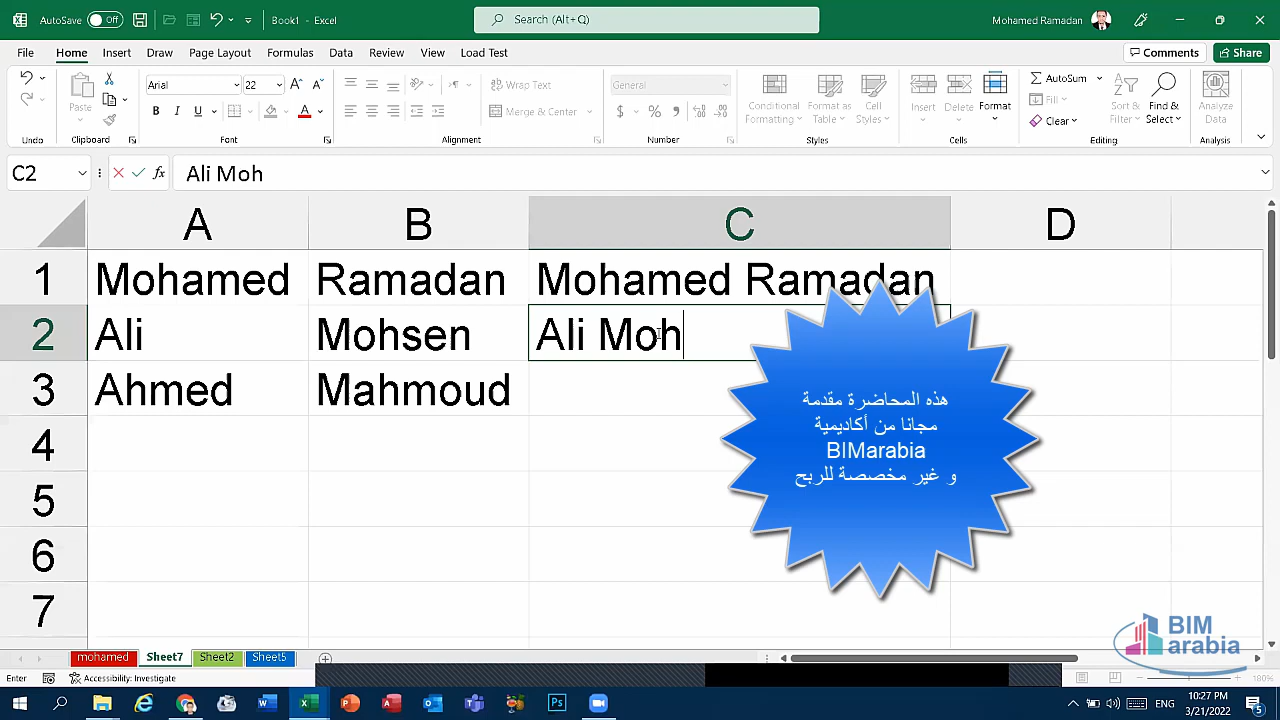 AutoSave Off Book1 - Excel Search (Alt+Q) Mohamed Ramadan
File Home Insert Draw Page Layout Formulas Data Review View Load Test Comments Share
Paste
Arial 22
B I U A
Wrap Text
Merge & Center
General
$ % ,
Conditional Formatting
Format as Table
Cell Styles
Insert Delete Format
AutoSum
Fill
Clear
Sort & Filter
Find & Select
Analyze Data
Undo Clipboard Font Alignment Number Styles Cells Editing Analysis
C2 fx Ali Moh
A B C D
1 Mohamed Ramadan Mohamed Ramadan
2 Ali Mohsen Ali Moh
3 Ahmed Mahmoud
4
5
6
7
هذه المحاضرة مقدمة
مجانا من أكاديمية
BIMarabia
و غير مخصصة للربح
BIM
arabia
mohamed Sheet7 Sheet2 Sheet5
Enter Accessibility: Investigate 180%
ENG 10:27 PM
3/21/2022